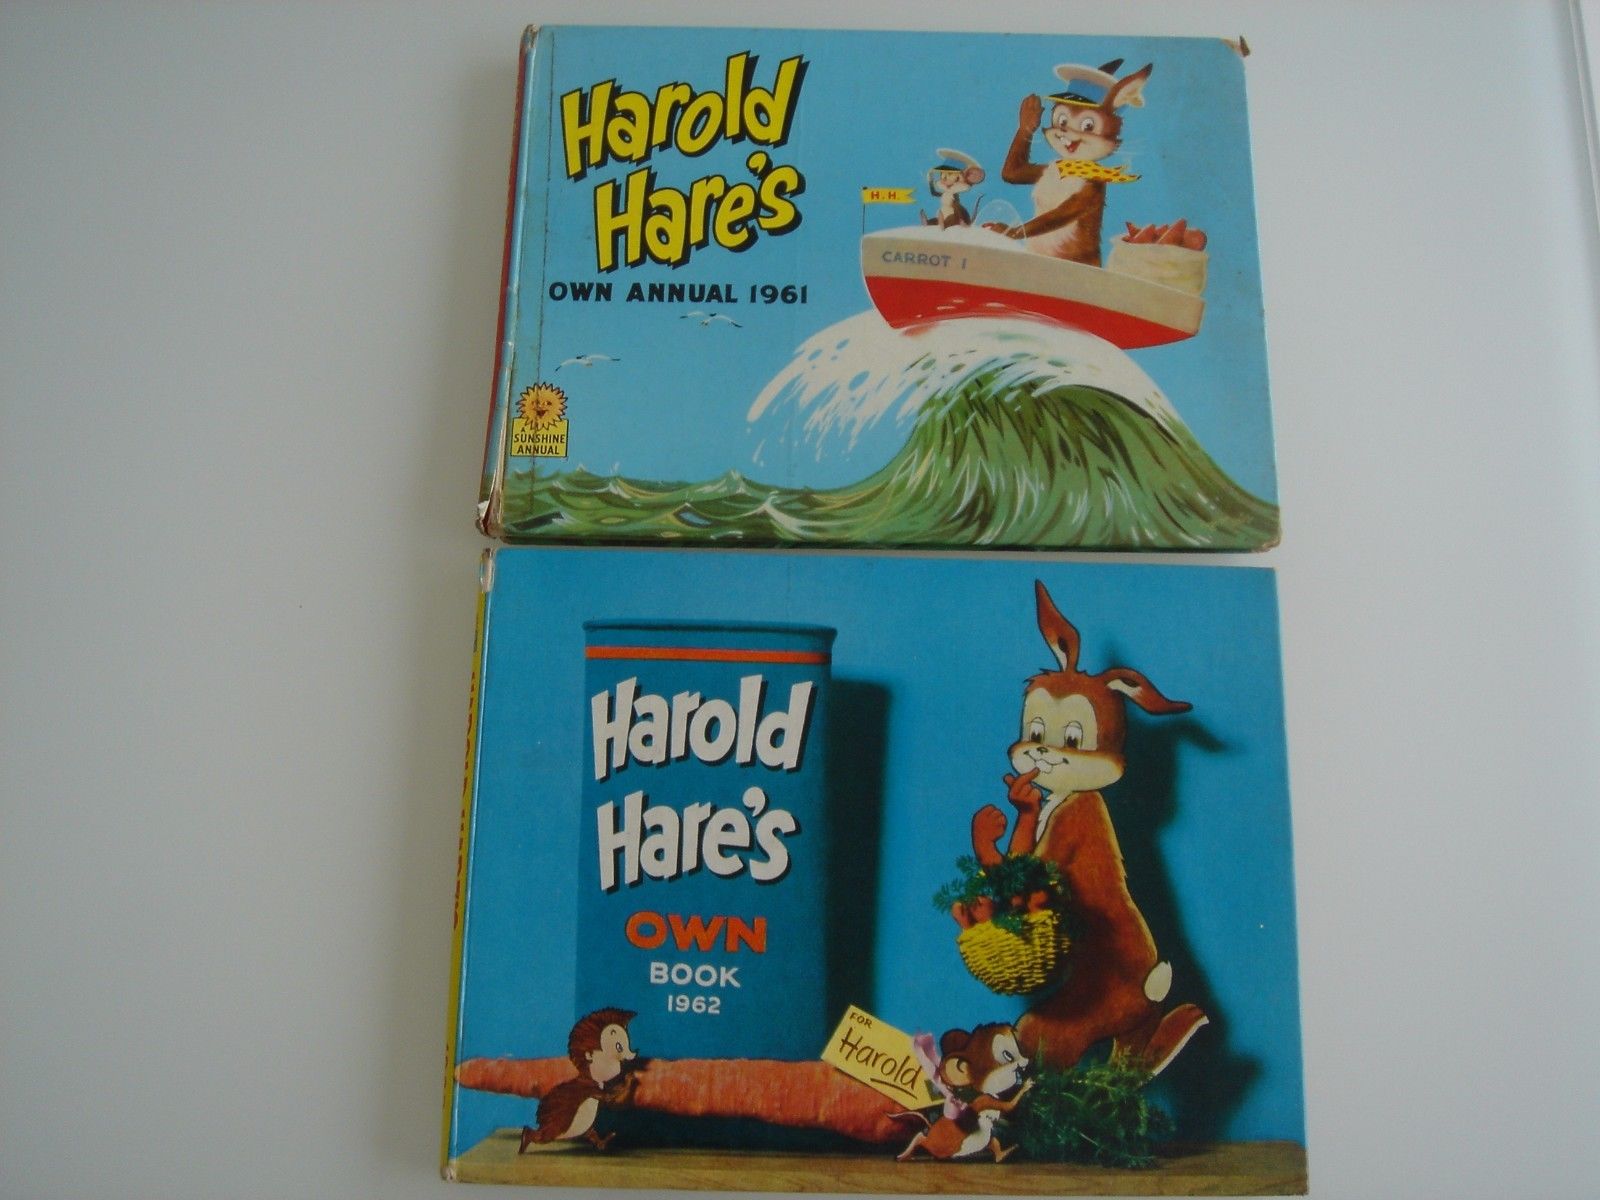 Harold
Hare's
OWN ANNUAL 1961
H.H.
CARROT 1
A
SUNSHINE
ANNUAL
Harold
Hare's
OWN
BOOK
1962
FOR
Harold